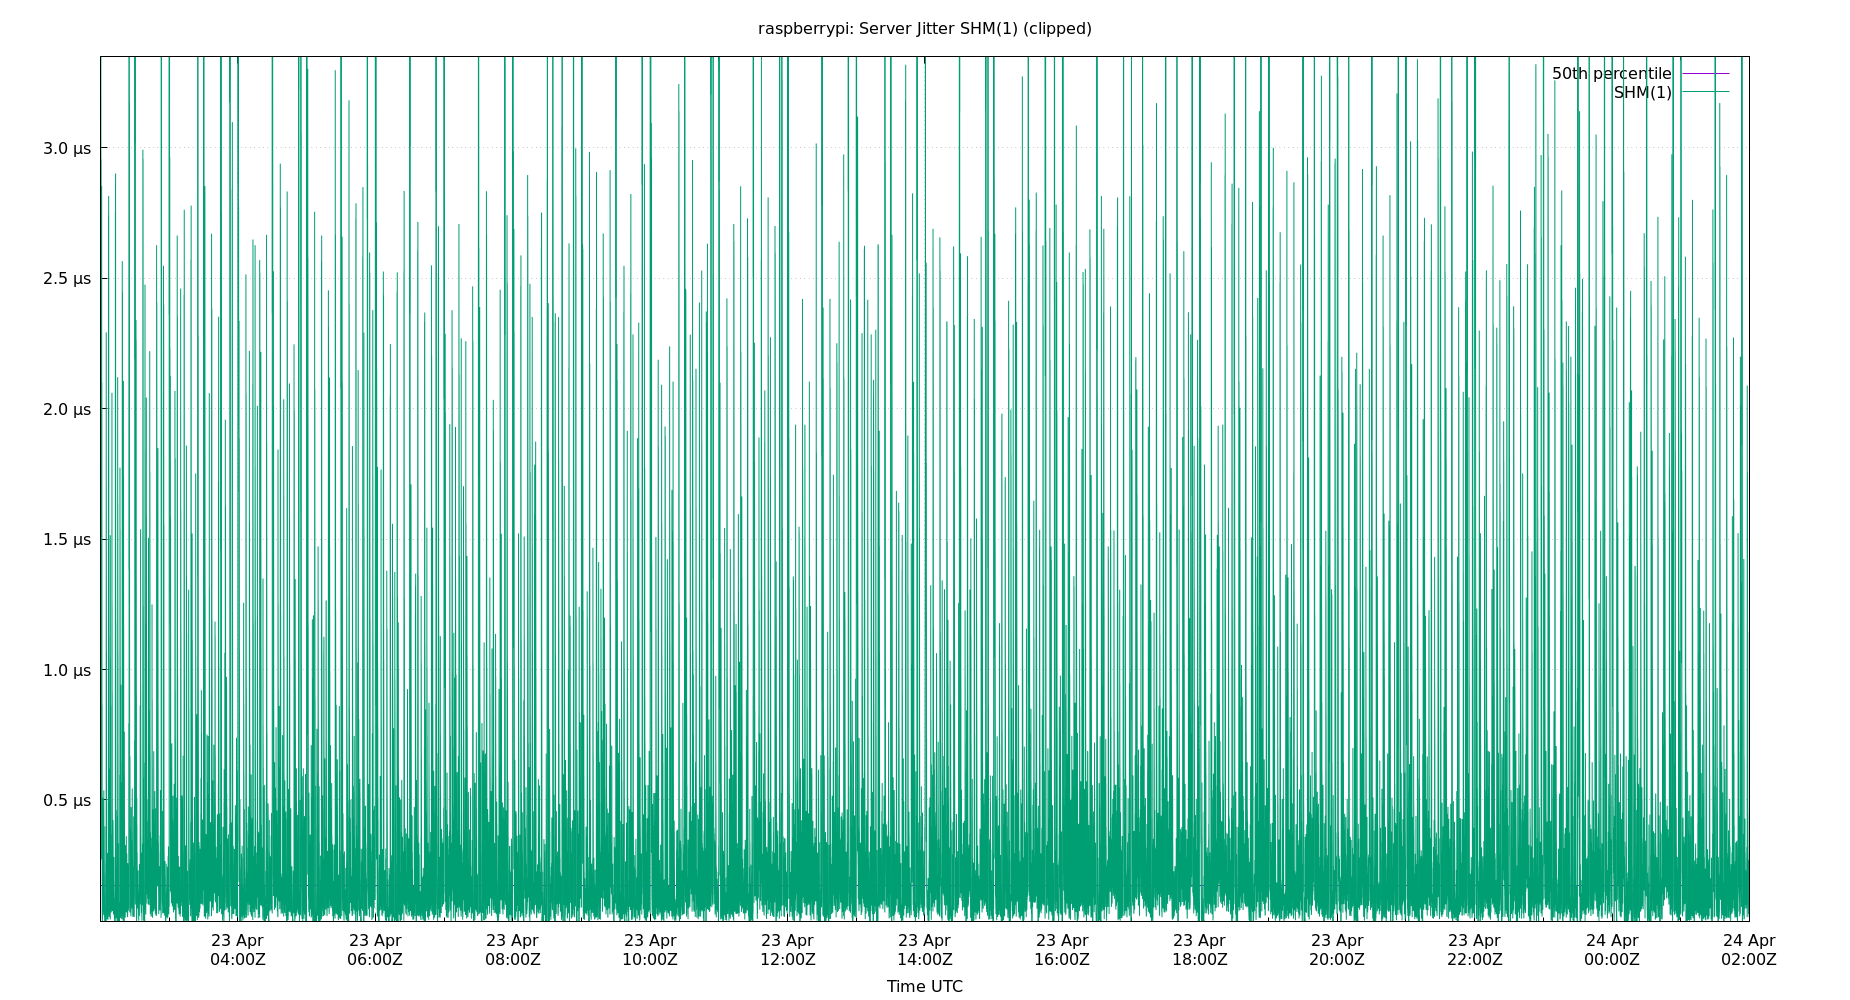 raspberrypi: Server Jitter SHM(1) (clipped)
50th percentile
SHM(1)
3.0 µs
2.5 µs
2.0 µs
1.5 µs
1.0 µs
0.5 µs
23 Apr 23 Apr 23 Apr 23 Apr 23 Apr 23 Apr 23 Apr 23 Apr 23 Apr 23 Apr 24 Apr 24 Apr
04:00Z 06:00Z 08:00Z 10:00Z 12:00Z 14:00Z 16:00Z 18:00Z 20:00Z 22:00Z 00:00Z 02:00Z
Time UTC